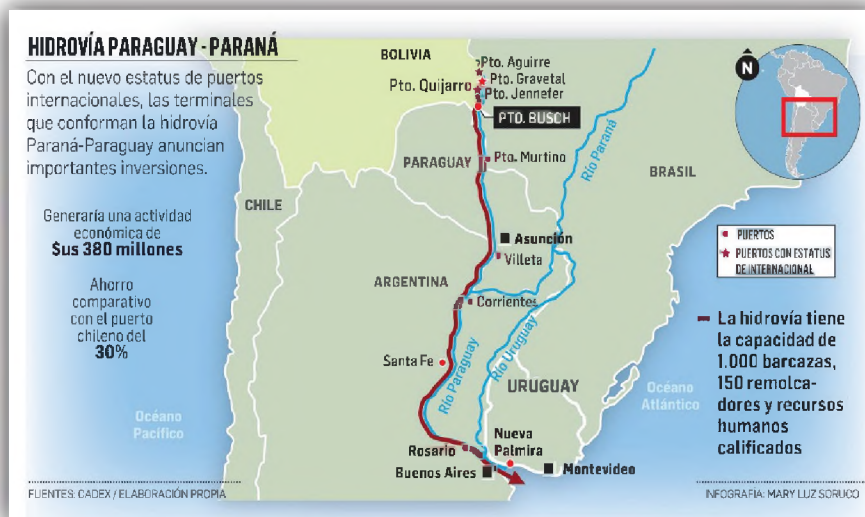 HIDROVÍA PARAGUAY - PARANÁ
Con el nuevo estatus de puertos
internacionales, las terminales
que conforman la hidrovía
Paraná-Paraguay anuncian
importantes inversiones.
Generaría una actividad
económica de
$us 380 millones
Ahorro
comparativo
con el puerto
chileno del
30%
BOLIVIA
Pto. Aguirre
Pto. Gravetal
Pto. Quijarro
Pto. Jennefer
PTO. BUSCH
PARAGUAY
Pto. Murtino
Río Paraná
BRASIL
N
CHILE
Asunción
Villeta
ARGENTINA
Corrientes
Santa Fe
Río Paraguay
Río Uruguay
URUGUAY
Océano
Pacífico
Océano
Atlántico
Rosario
Nueva
Palmira
Buenos Aires
Montevideo
PUERTOS
PUERTOS CON ESTATUS
DE INTERNACIONAL
La hidrovía tiene
la capacidad de
1.000 barcazas,
150 remolca-
dores y recursos
humanos
calificados
FUENTES: CADEX / ELABORACIÓN PROPIA
INFOGRAFIA: MARY LUZ SORUCO